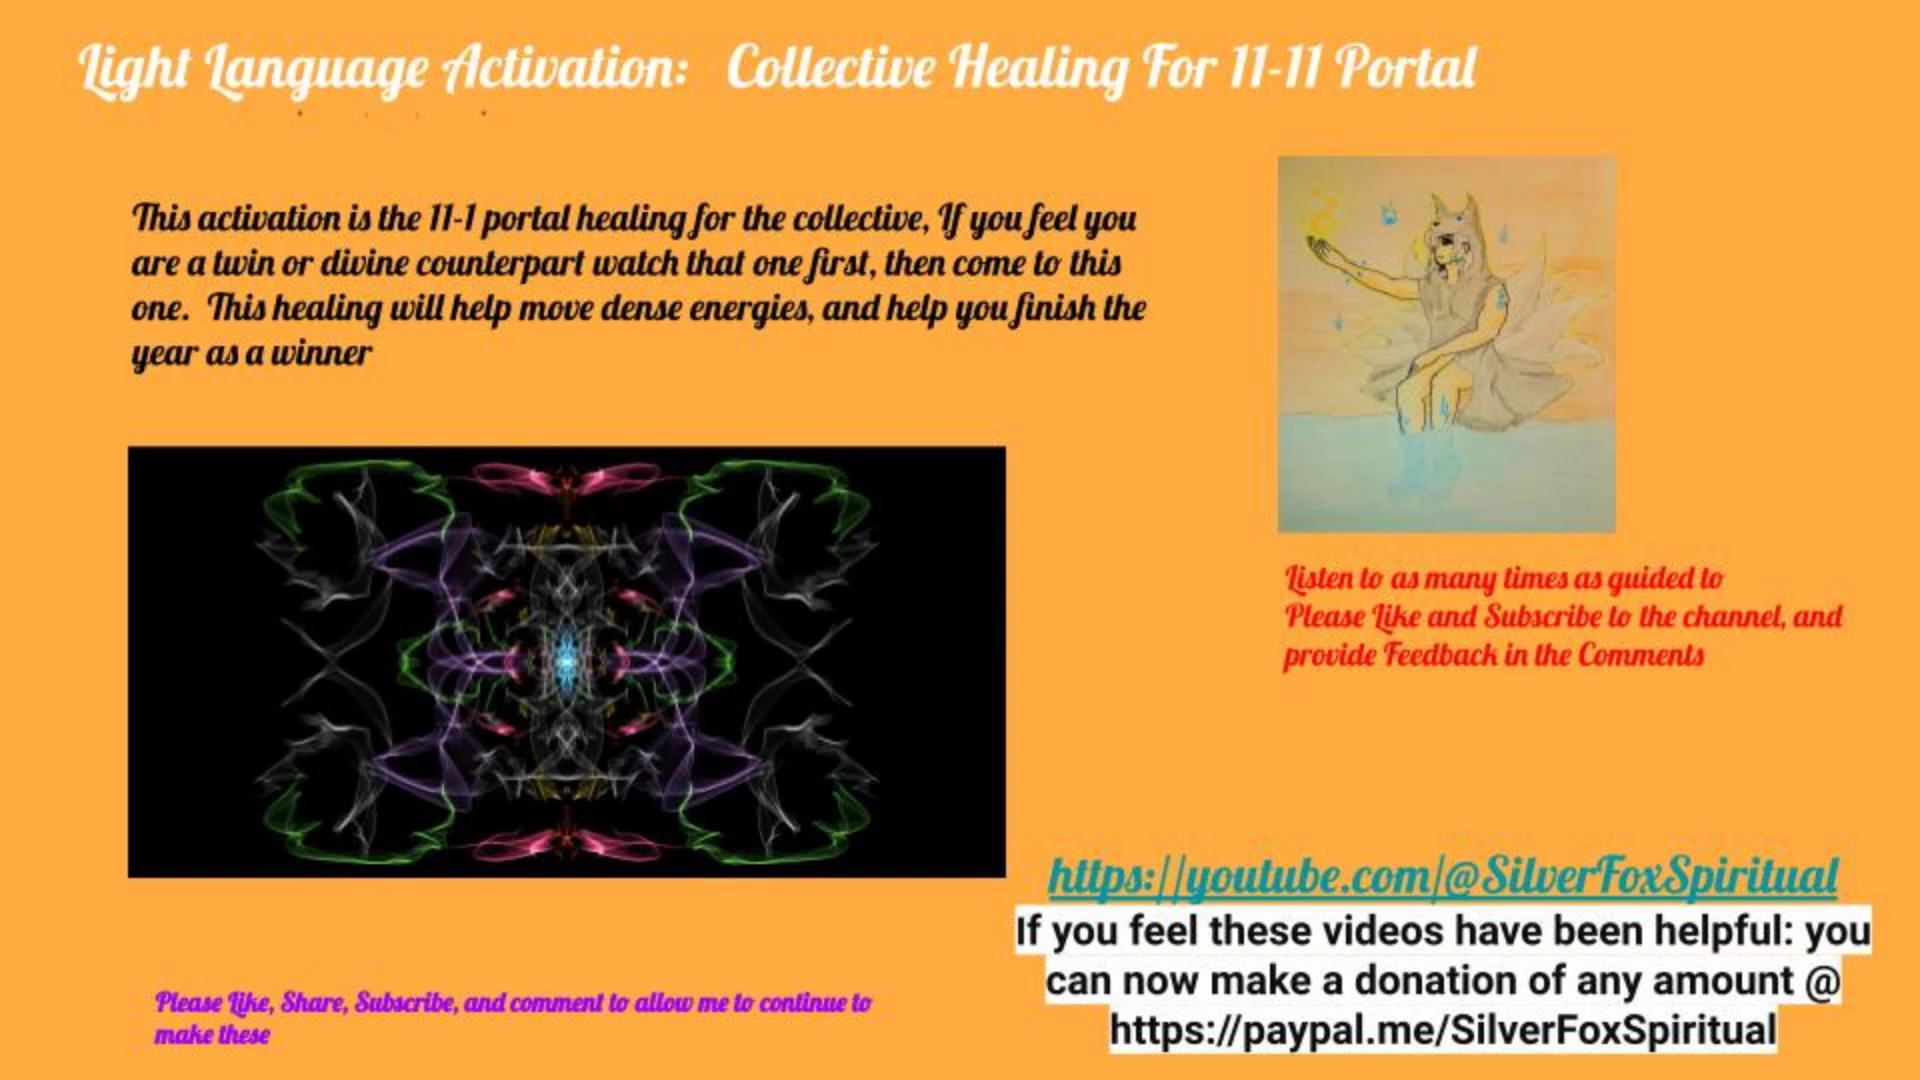 Light Language Activation: Collective Healing For 11-11 Portal
This activation is the 11-1 portal healing for the collective, If you feel you
are a twin or divine counterpart watch that one first, then come to this
one. This healing will help move dense energies, and help you finish the
year as a winner
Listen to as many times as guided to
Please Like and Subscribe to the channel, and
provide Feedback in the Comments
https://youtube.com/@SilverFoxSpiritual
If you feel these videos have been helpful: you
can now make a donation of any amount @
https://paypal.me/SilverFoxSpiritual
Please Like, Share, Subscribe, and comment to allow me to continue to
make these